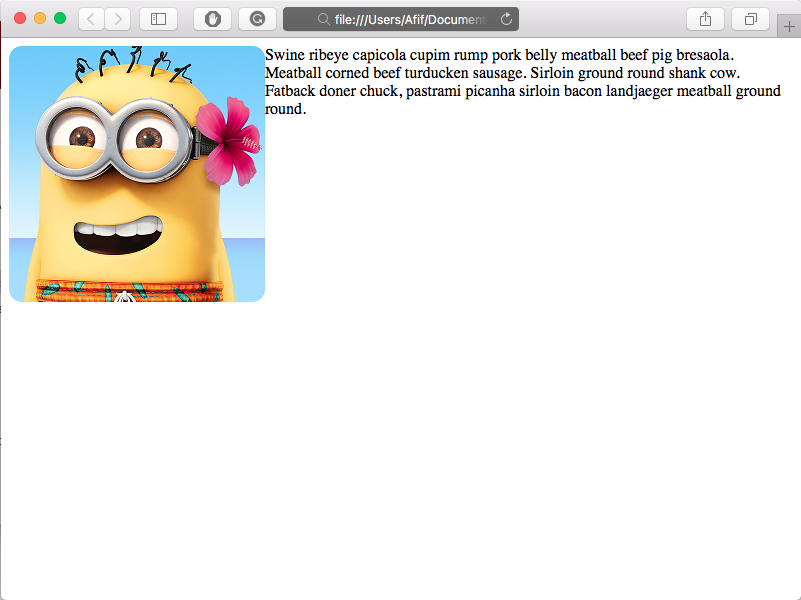 file:///Users/Afif/Document
Swine ribeye capicola cupim rump pork belly meatball beef pig bresaola.
Meatball corned beef turducken sausage. Sirloin ground round shank cow.
Fatback doner chuck, pastrami picanha sirloin bacon landjaeger meatball ground
round.